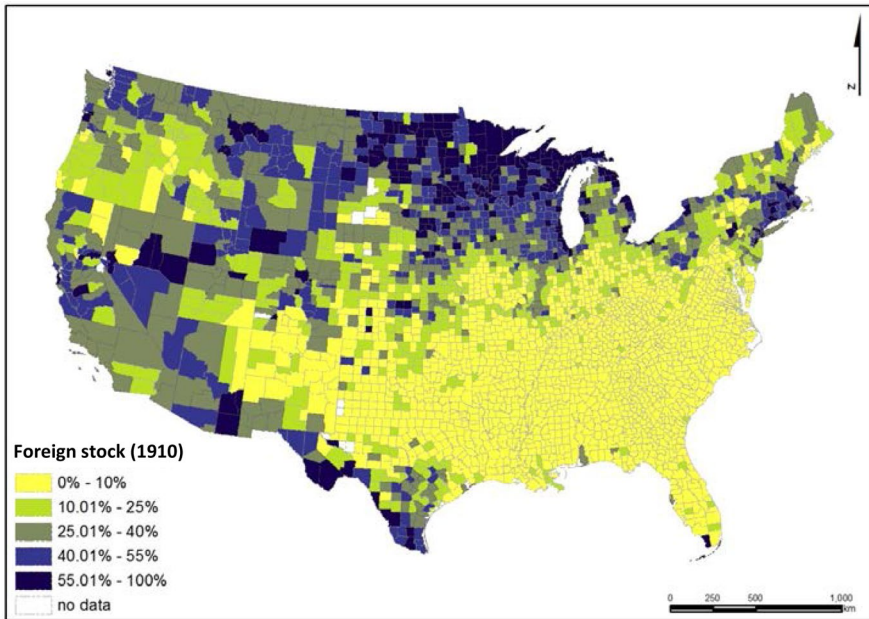 N
Foreign stock (1910)
0% - 10%
10.01% - 25%
25.01% - 40%
40.01% - 55%
55.01% - 100%
no data
0 250 500 1,000
km